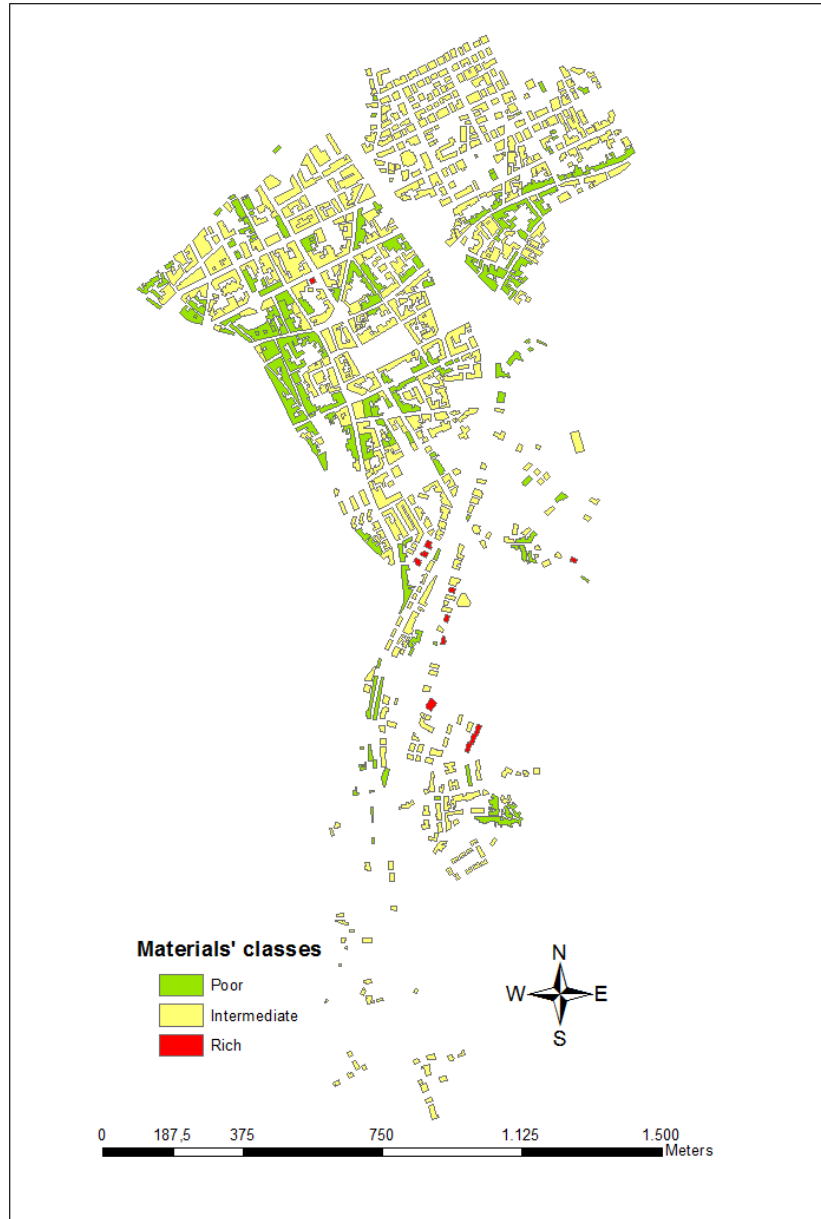 Materials' classes
Poor
Intermediate
Rich
N
W E
S
0 187,5 375 750 1.125 1.500
Meters